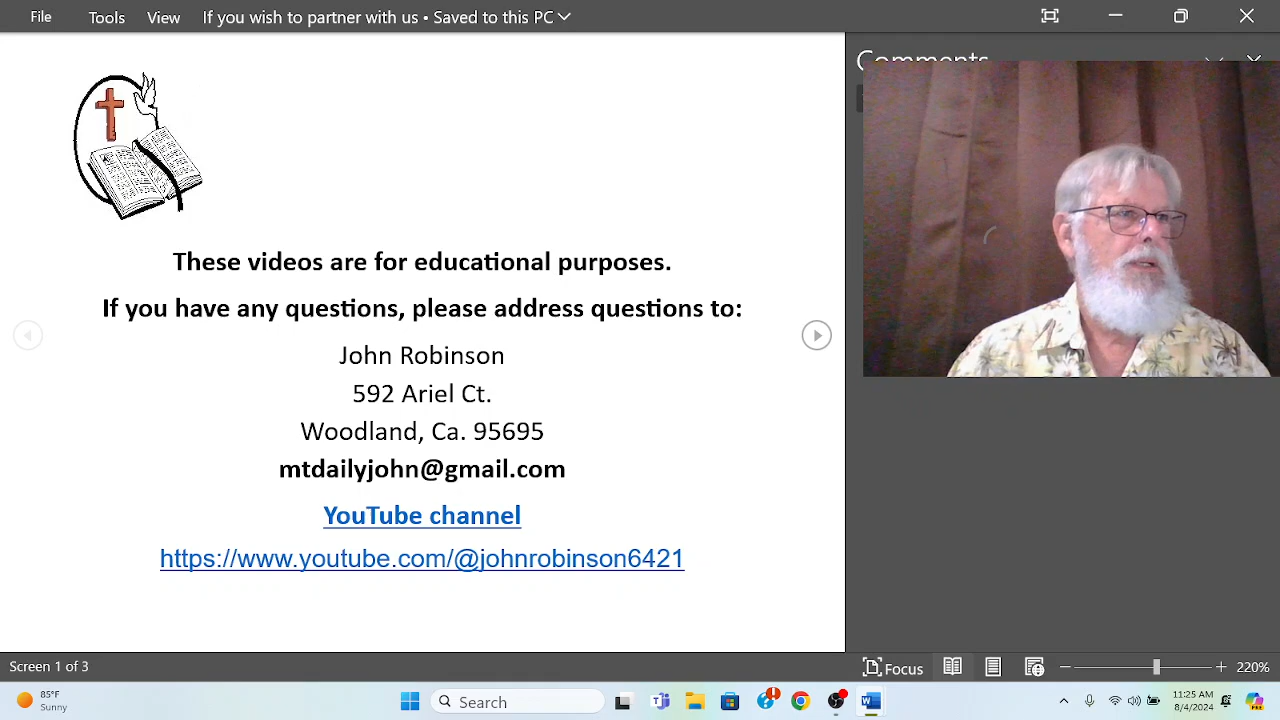 File Tools View If you wish to partner with us • Saved to this PC
Comments
These videos are for educational purposes.
If you have any questions, please address questions to:
John Robinson
592 Ariel Ct.
Woodland, Ca. 95695
mtdailyjohn@gmail.com
YouTube channel
https://www.youtube.com/@johnrobinson6421
Screen 1 of 3
Focus
220%
85°F
Sunny
Search
11:25 AM
8/4/2024